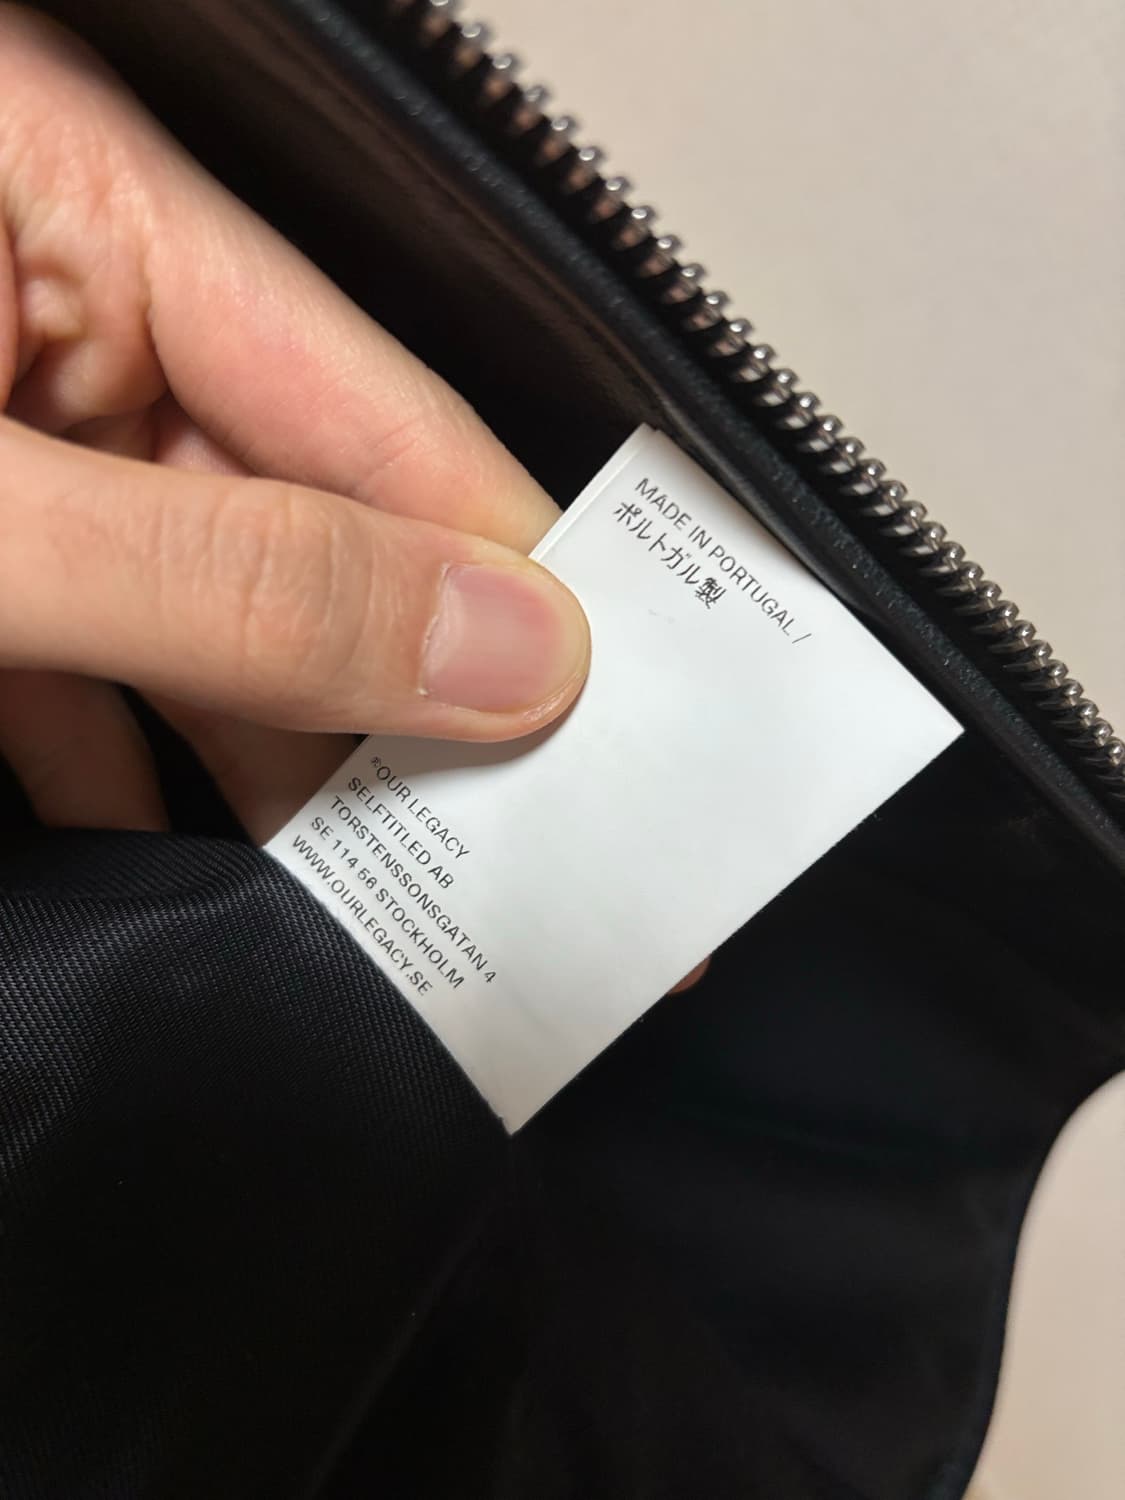 MADE IN PORTUGAL /
ポルトガル製
®OUR LEGACY
SELFTITLED AB
TORSTENSSONSGATAN 4
SE 114 56 STOCKHOLM
WWW.OURLEGACY.SE